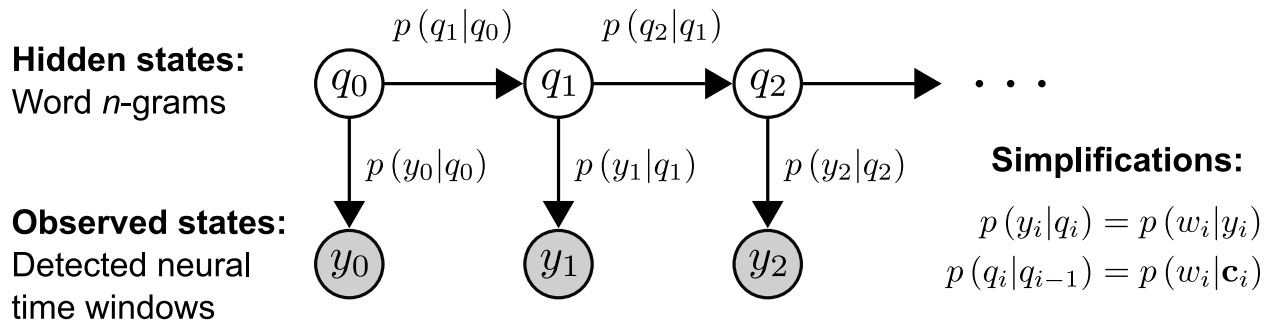 p (q₁|q₀) p (q₂|q₁)
Hidden states:
Word n-grams
q₀ q₁ q₂ . . .
p (y₀|q₀) p (y₁|q₁) p (y₂|q₂)
Observed states:
Detected neural
time windows
y₀ y₁ y₂
Simplifications:
p (yᵢ|qᵢ) = p (wᵢ|yᵢ)
p (qᵢ|qᵢ₋₁) = p (wᵢ|𝐜ᵢ)